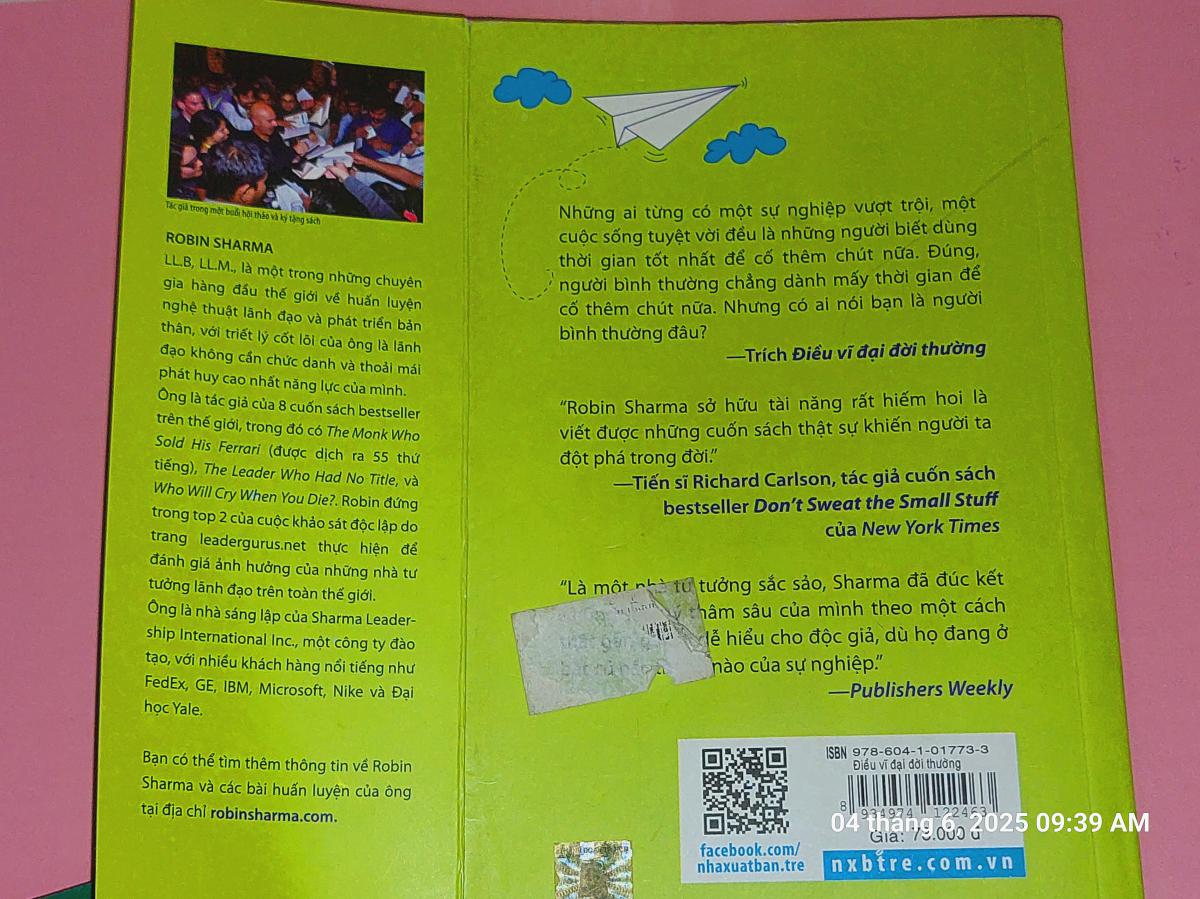 Tác giả trong một buổi hội thảo và ký tặng sách
ROBIN SHARMA
LL.B, LL.M., là một trong những chuyên
gia hàng đầu thế giới về huấn luyện
nghệ thuật lãnh đạo và phát triển bản
thân, với triết lý cốt lõi của ông là lãnh
đạo không cần chức danh và thoải mái
phát huy cao nhất năng lực của mình.
Ông là tác giả của 8 cuốn sách bestseller
trên thế giới, trong đó có The Monk Who
Sold His Ferrari (được dịch ra 55 thứ
tiếng), The Leader Who Had No Title, và
Who Will Cry When You Die?. Robin đứng
trong top 2 của cuộc khảo sát độc lập do
trang leadergurus.net thực hiện để
đánh giá ảnh hưởng của những nhà tư
tưởng lãnh đạo trên toàn thế giới.
Ông là nhà sáng lập của Sharma Leader-
ship International Inc., một công ty đào
tạo, với nhiều khách hàng nổi tiếng như
FedEx, GE, IBM, Microsoft, Nike và Đại
học Yale.
Bạn có thể tìm thêm thông tin về Robin
Sharma và các bài huấn luyện của ông
tại địa chỉ robinsharma.com.
Những ai từng có một sự nghiệp vượt trội, một
cuộc sống tuyệt vời đều là những người biết dùng
thời gian tốt nhất để cố thêm chút nữa. Đúng,
người bình thường chẳng dành mấy thời gian để
cố thêm chút nữa. Nhưng có ai nói bạn là người
bình thường đâu?
—Trích Điều vĩ đại đời thường
“Robin Sharma sở hữu tài năng rất hiếm hoi là
viết được những cuốn sách thật sự khiến người ta
đột phá trong đời.”
—Tiến sĩ Richard Carlson, tác giả cuốn sách
bestseller Don’t Sweat the Small Stuff
của New York Times
“Là một nhà tư tưởng sắc sảo, Sharma đã đúc kết
thâm sâu của mình theo một cách
dễ hiểu cho độc giả, dù họ đang ở
nào của sự nghiệp.”
—Publishers Weekly
ISBN 978-604-1-01773-3
Điều vĩ đại đời thường
8 934974 122463
Giá: 75.000 đ
facebook.com/
nhaxuatban.tre
nxbtre.com.vn
04 tháng 6, 2025 09:39 AM